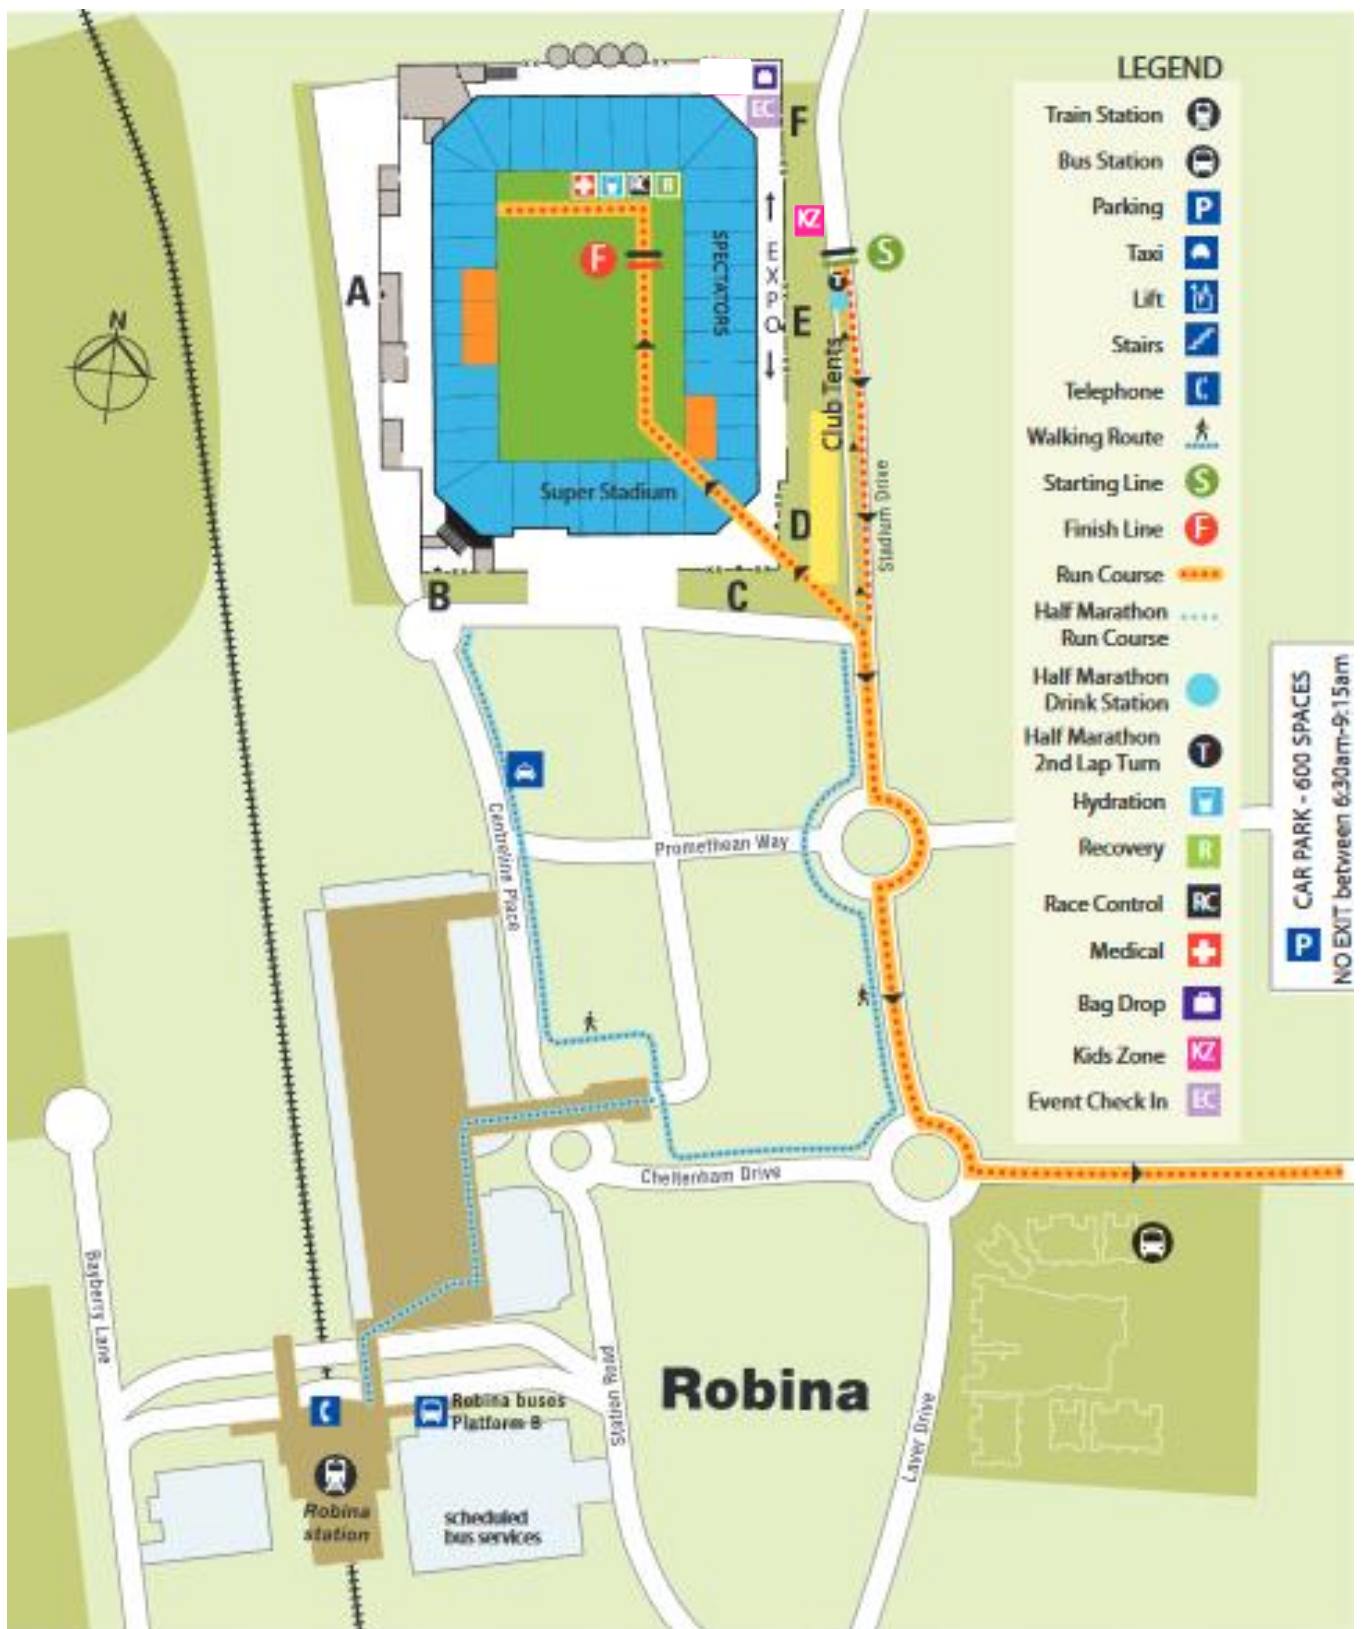 LEGEND
Train Station
Bus Station
Parking
P
Taxi
Lift
Stairs
Telephone
Walking Route
Starting Line
S
Finish Line
F
Run Course
Half Marathon
Run Course
Half Marathon
Drink Station
Half Marathon
2nd Lap Turn
T
Hydration
Recovery
R
Race Control
RC
Medical
Bag Drop
Kids Zone
KZ
Event Check In
EC
N
A
B
C
D
E
F
EC
KZ
S
F
RC
R
T
SPECTATORS
EXPO
Club Tents
Super Stadium
Stadium Drive
Centreline Place
Promethean Way
Cheltenham Drive
Bayberry Lane
Station Road
Laver Drive
Robina
Robina buses
Platform B
Robina
station
scheduled
bus services
P
CAR PARK - 600 SPACES
NO EXIT between 6:30am-9:15am